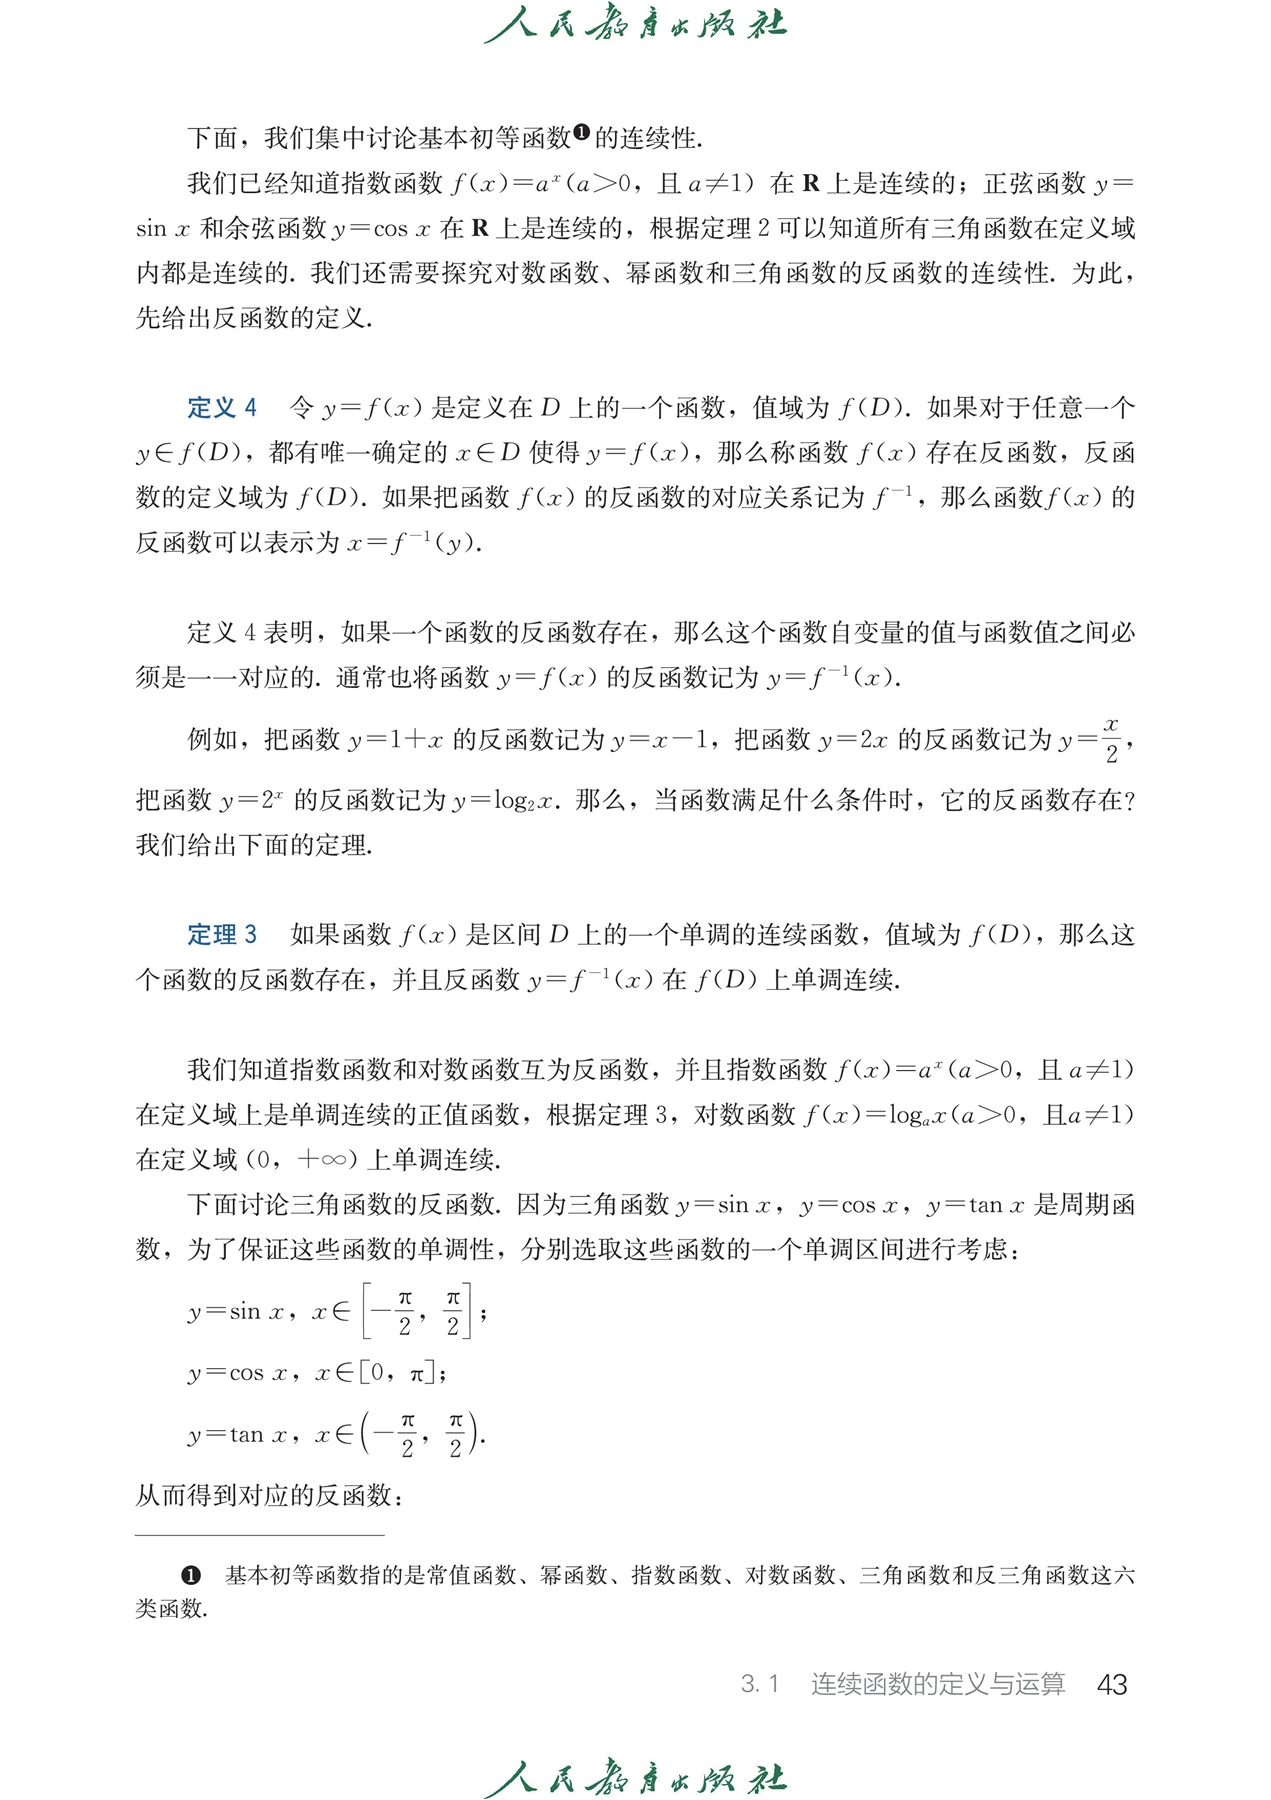 人民教育出版社
下面，我们集中讨论基本初等函数❶的连续性.
我们已经知道指数函数 f(x)=aˣ(a>0，且 a≠1) 在 R 上是连续的；正弦函数 y=
sin x 和余弦函数 y=cos x 在 R 上是连续的，根据定理 2 可以知道所有三角函数在定义域
内都是连续的. 我们还需要探究对数函数、幂函数和三角函数的反函数的连续性. 为此，
先给出反函数的定义.
定义 4　令 y=f(x) 是定义在 D 上的一个函数，值域为 f(D). 如果对于任意一个
y∈f(D)，都有唯一确定的 x∈D 使得 y=f(x)，那么称函数 f(x) 存在反函数，反函
数的定义域为 f(D). 如果把函数 f(x) 的反函数的对应关系记为 f⁻¹，那么函数 f(x) 的
反函数可以表示为 x=f⁻¹(y).
定义 4 表明，如果一个函数的反函数存在，那么这个函数自变量的值与函数值之间必
须是一一对应的. 通常也将函数 y=f(x) 的反函数记为 y=f⁻¹(x).
例如，把函数 y=1+x 的反函数记为 y=x−1，把函数 y=2x 的反函数记为 y=x/2，
把函数 y=2ˣ 的反函数记为 y=log₂x. 那么，当函数满足什么条件时，它的反函数存在?
我们给出下面的定理.
定理 3　如果函数 f(x) 是区间 D 上的一个单调的连续函数，值域为 f(D)，那么这
个函数的反函数存在，并且反函数 y=f⁻¹(x) 在 f(D) 上单调连续.
我们知道指数函数和对数函数互为反函数，并且指数函数 f(x)=aˣ(a>0，且 a≠1)
在定义域上是单调连续的正值函数，根据定理 3，对数函数 f(x)=logₐx(a>0，且a≠1)
在定义域 (0，+∞) 上单调连续.
下面讨论三角函数的反函数. 因为三角函数 y=sin x，y=cos x，y=tan x 是周期函
数，为了保证这些函数的单调性，分别选取这些函数的一个单调区间进行考虑：
y=sin x，x∈[−π/2，π/2]；
y=cos x，x∈[0，π]；
y=tan x，x∈(−π/2，π/2).
从而得到对应的反函数：
❶　基本初等函数指的是常值函数、幂函数、指数函数、对数函数、三角函数和反三角函数这六
类函数.
3. 1　连续函数的定义与运算　43
人民教育出版社